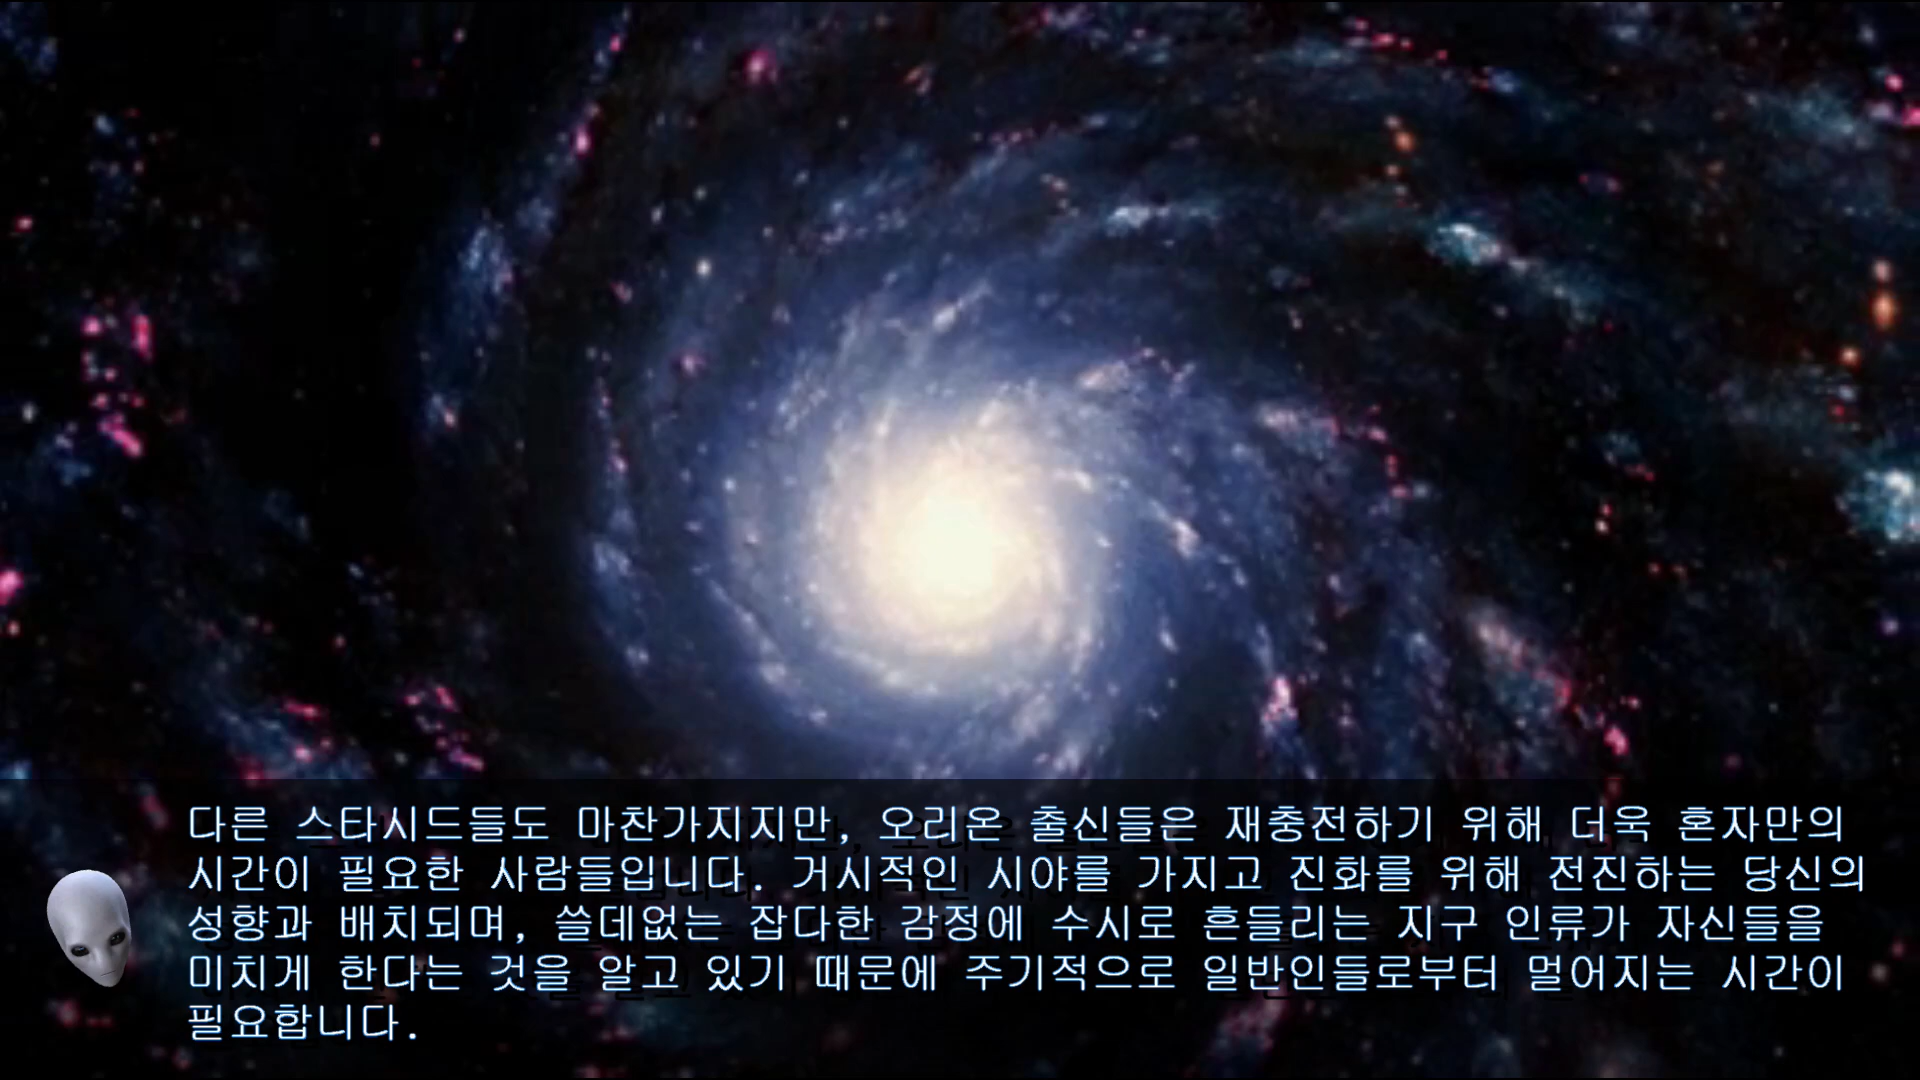 다른 스타시드들도 마찬가지지만, 오리온 출신들은 재충전하기 위해 더욱 혼자만의
시간이 필요한 사람들입니다. 거시적인 시야를 가지고 진화를 위해 전진하는 당신의
성향과 배치되며, 쓸데없는 잡다한 감정에 수시로 흔들리는 지구 인류가 자신들을
미치게 한다는 것을 알고 있기 때문에 주기적으로 일반인들로부터 멀어지는 시간이
필요합니다.